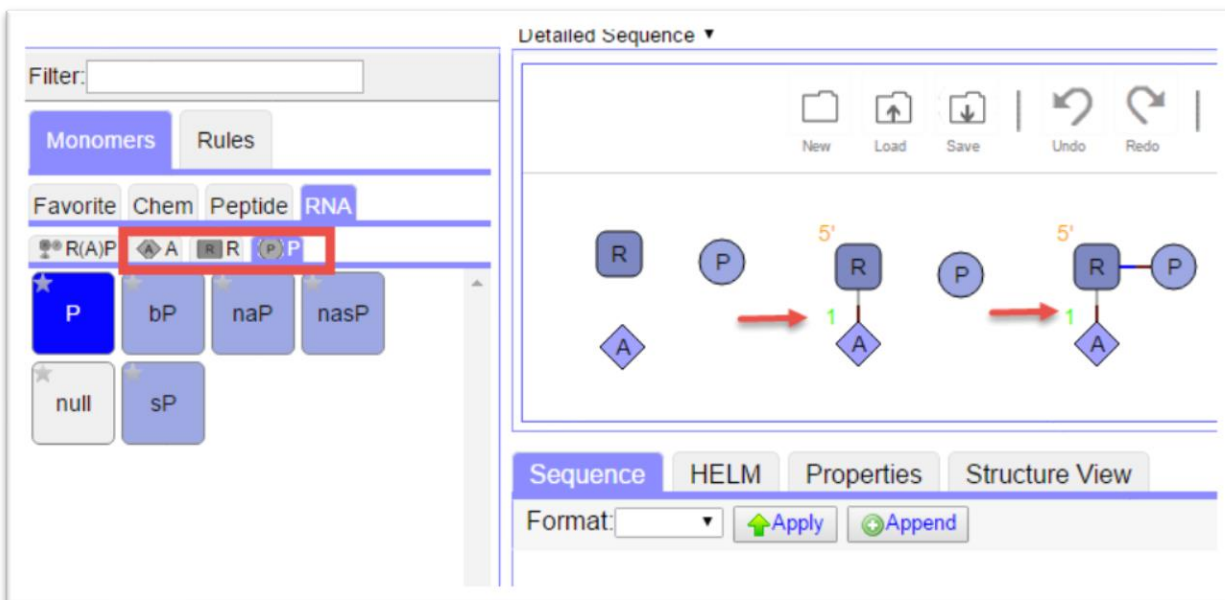 Detailed Sequence ▼
Filter:
Monomers Rules
New Load Save Undo Redo
Favorite Chem Peptide RNA
R(A)P A A R R P P
P bP naP nasP
null sP
R P 5' R P 5' R P
A 1 A 1 A
Sequence HELM Properties Structure View
Format: Apply Append